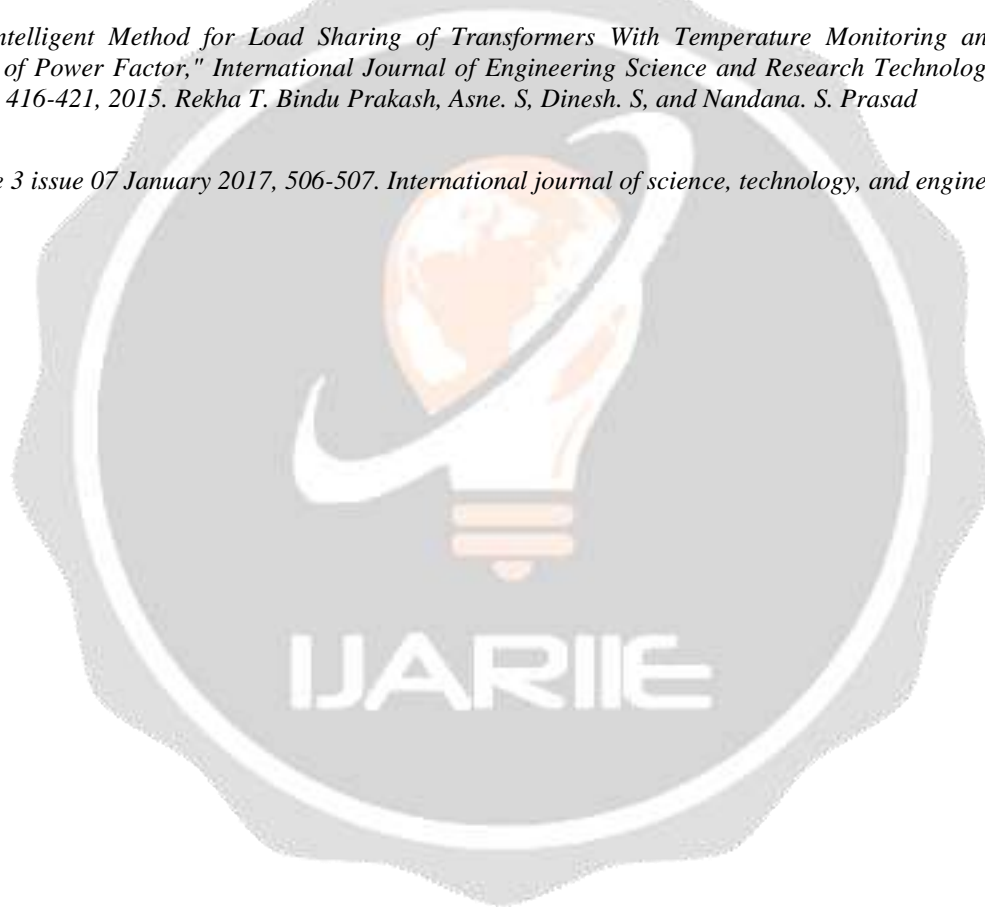 ntelligent Method for Load Sharing of Transformers With Temperature Monitoring an
of Power Factor," International Journal of Engineering Science and Research Technolog
416-421, 2015. Rekha T. Bindu Prakash, Asne. S, Dinesh. S, and Nandana. S. Prasad
e 3 issue 07 January 2017, 506-507. International journal of science, technology, and engine
IJARIIE